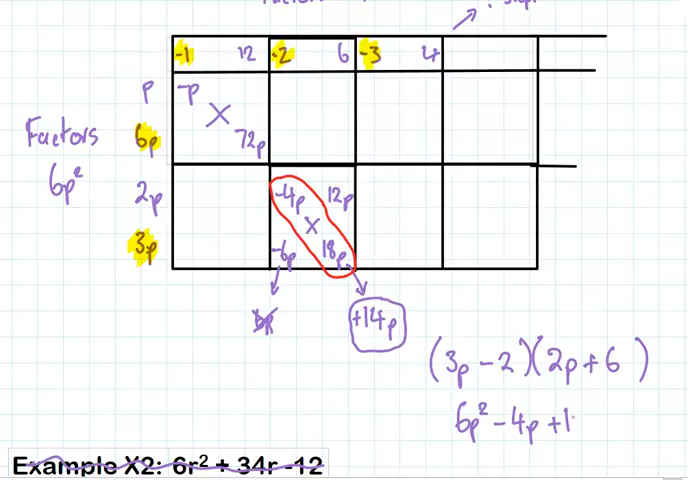 -1 12 -2 6 -3 4
p -p
Factors 6p 72p
6p² 2p -4p 12p
3p -6p 18p
6p +14p
(3p - 2)(2p + 6)
6p² - 4p + 1
Example X2: 6r² + 34r -12